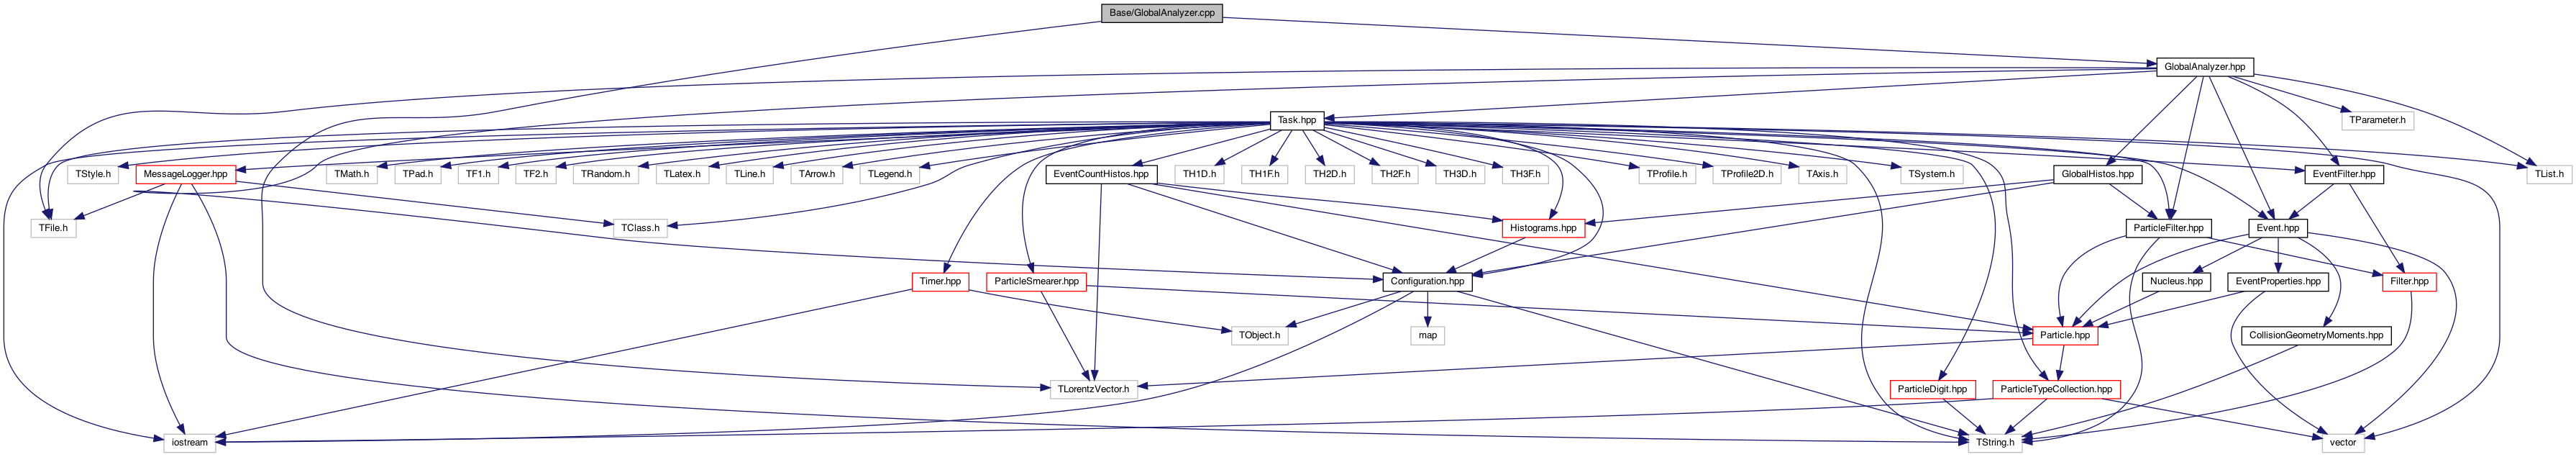 Base/GlobalAnalyzer.cpp
GlobalAnalyzer.hpp
Task.hpp
TParameter.h
TStyle.h
MessageLogger.hpp
TMath.h
TPad.h
TF1.h
TF2.h
TRandom.h
TLatex.h
TLine.h
TArrow.h
TLegend.h
EventCountHistos.hpp
TH1D.h
TH1F.h
TH2D.h
TH2F.h
TH3D.h
TH3F.h
TProfile.h
TProfile2D.h
TAxis.h
TSystem.h
GlobalHistos.hpp
EventFilter.hpp
TList.h
TFile.h
TClass.h
Histograms.hpp
ParticleFilter.hpp
Event.hpp
Timer.hpp
ParticleSmearer.hpp
Configuration.hpp
Nucleus.hpp
EventProperties.hpp
Filter.hpp
TObject.h
map
Particle.hpp
CollisionGeometryMoments.hpp
TLorentzVector.h
ParticleDigit.hpp
ParticleTypeCollection.hpp
iostream
TString.h
vector